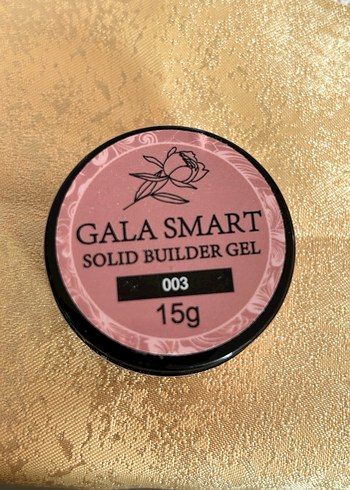 GALA SMART
SOLID BUILDER GEL
003
15g